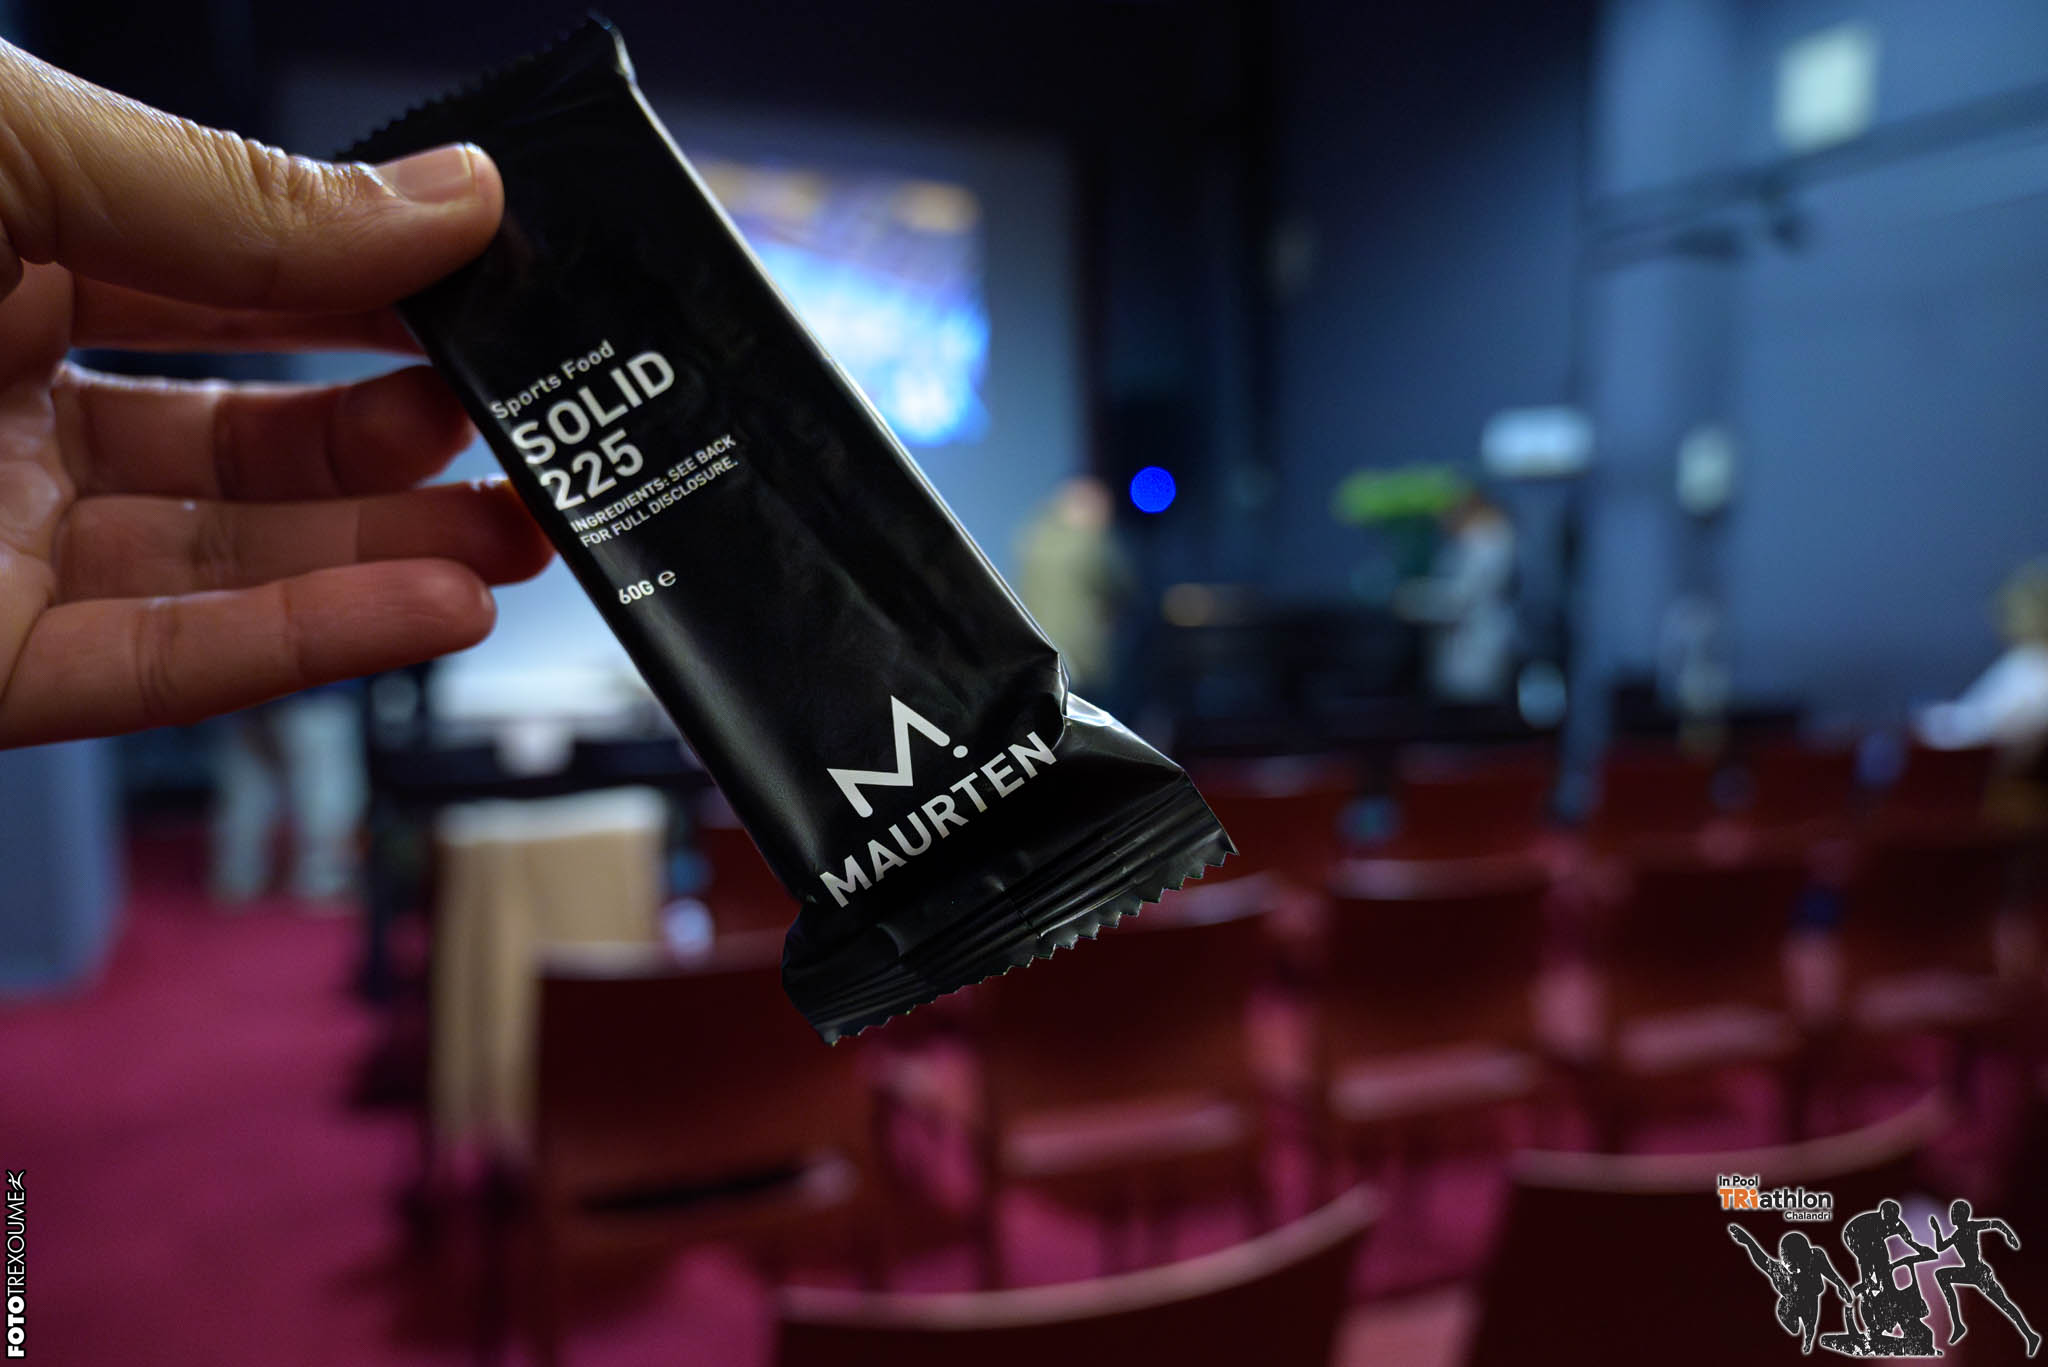 Sports Food
SOLID
225
INGREDIENTS: SEE BACK
FOR FULL DISCLOSURE.
60G ℮
M.
MAURTEN
In Pool
TRiathlon
Chalandri
FOTOTREXOUME